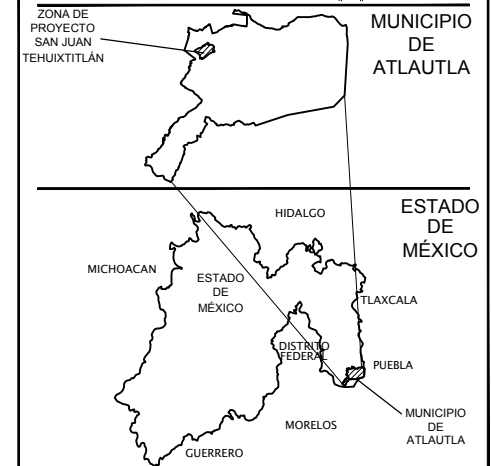 ZONA DE
PROYECTO
SAN JUAN
TEHUIXTITLÁN
MUNICIPIO
DE
ATLAUTLA
ESTADO
DE
MÉXICO
HIDALGO
MICHOACAN
ESTADO
DE
MÉXICO
TLAXCALA
DISTRITO
FEDERAL
PUEBLA
MUNICIPIO
DE
ATLAUTLA
MORELOS
GUERRERO